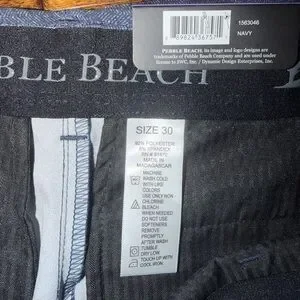 1563046
NAVY
PEBBLE BEACH, its image and logo designs are
trademarks of Pebble Beach Company and are used under
license to SWC, Inc. / Dynamic Design Enterprises, Inc.
BLE BEACH
SIZE 30
POLYESTER
SPANDEX
MADE IN
MADAGASCAR
MACHINE
WASH COLD
WITH LIKE
COLORS
USE ONLY NON
CHLORINE
BLEACH
WHEN NEEDED
DO NOT USE
SOFTENERS
REMOVE
PROMPTLY
AFTER WASH
TUMBLE
DRY LOW
TOUCH UP WITH
COOL IRON